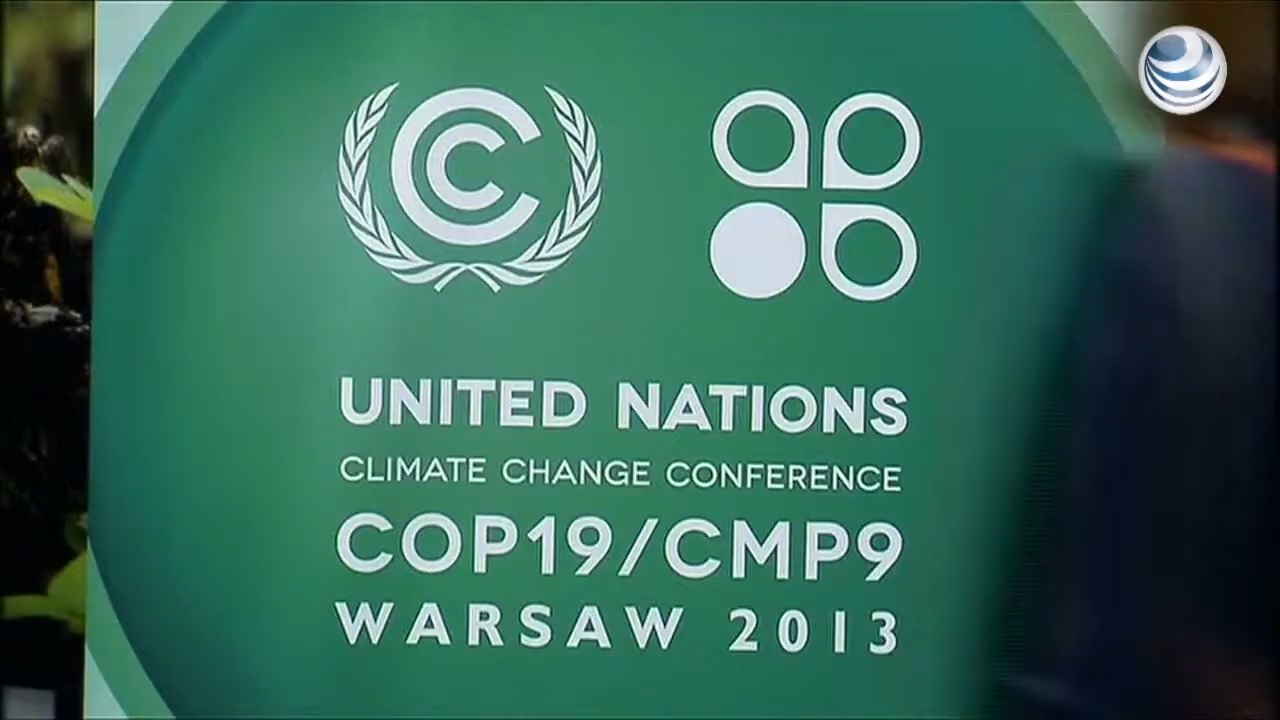 UNITED NATIONS
CLIMATE CHANGE CONFERENCE
COP19/CMP9
WARSAW 2013